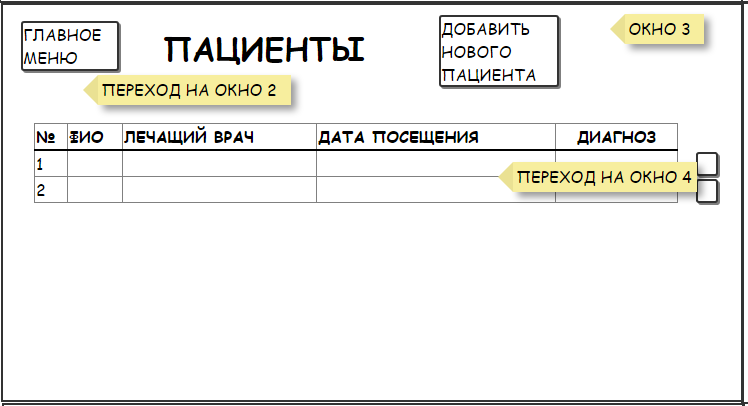 ГЛАВНОЕ
МЕНЮ
ПАЦИЕНТЫ
ДОБАВИТЬ
НОВОГО
ПАЦИЕНТА
ОКНО 3
ПЕРЕХОД НА ОКНО 2
№ ФИО ЛЕЧАЩИЙ ВРАЧ ДАТА ПОСЕЩЕНИЯ ДИАГНОЗ
1
ПЕРЕХОД НА ОКНО 4
2